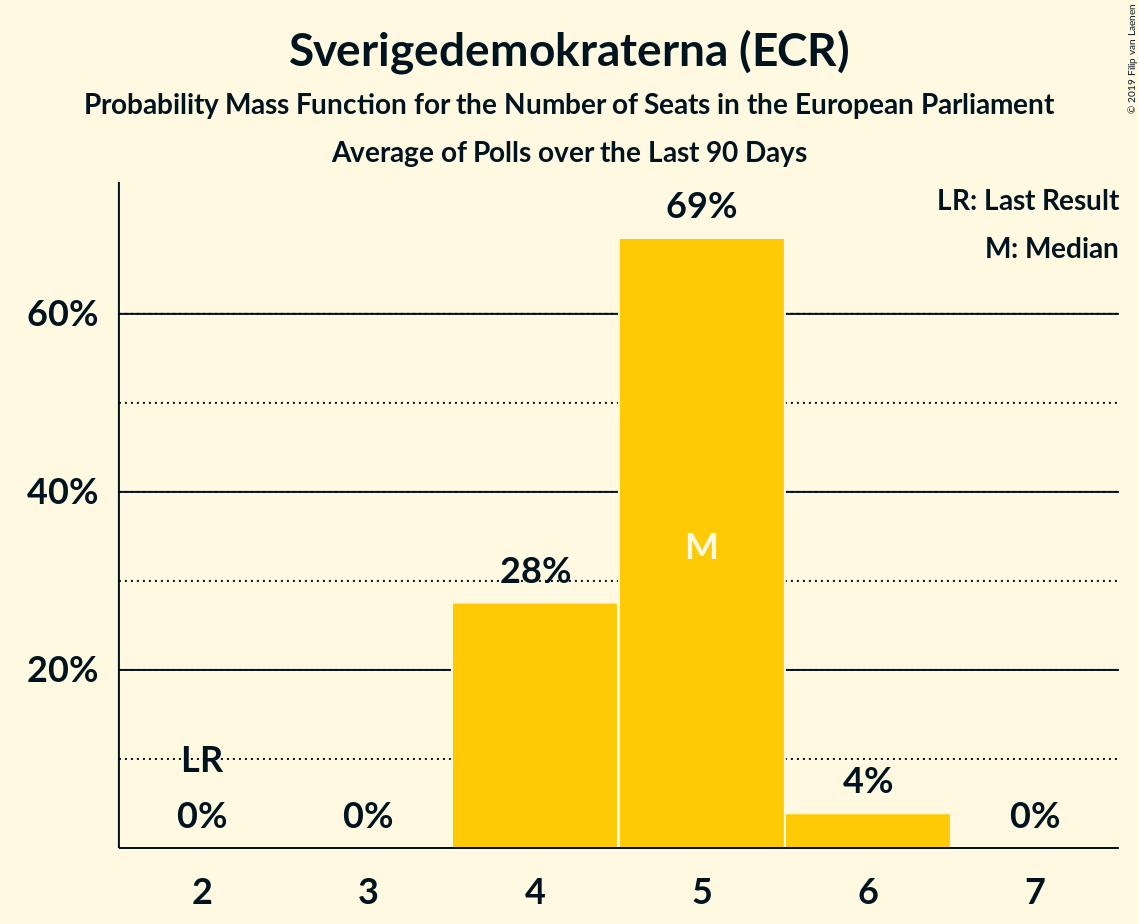 Sverigedemokraterna (ECR)
Probability Mass Function for the Number of Seats in the European Parliament
Average of Polls over the Last 90 Days
© 2019 Filip van Laenen
LR: Last Result
M: Median
69%
60%
M
40%
28%
20%
LR
4%
0%
0%
0%
2 3 4 5 6 7